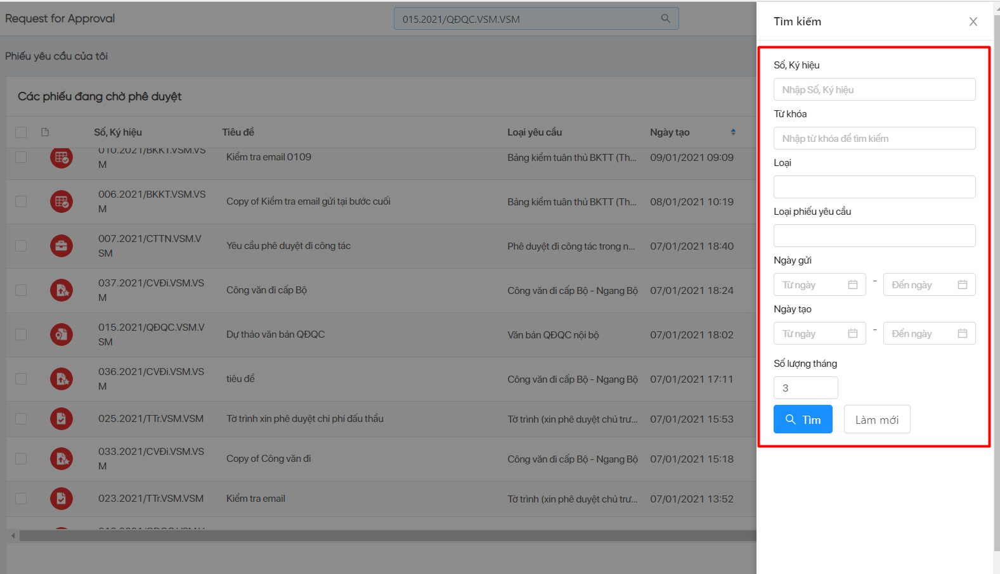 Request for Approval
015.2021/QĐQC.VSM.VSM
Phiếu yêu cầu của tôi
Các phiếu đang chờ phê duyệt
Số, Ký hiệu Tiêu đề Loại yêu cầu Ngày tạo
010.2021/BKKT.VSM.VS
M
Kiểm tra email 0109 Bảng kiểm tuân thủ BKTT (Th... 09/01/2021 09:09
006.2021/BKKT.VSM.VS
M
Copy of Kiểm tra email gửi tại bước cuối Bảng kiểm tuân thủ BKTT (Th... 08/01/2021 10:19
007.2021/CTTN.VSM.V
SM
Yêu cầu phê duyệt đi công tác Phê duyệt đi công tác trong n... 07/01/2021 18:40
037.2021/CVĐi.VSM.VS
M
Công văn đi cấp Bộ Công văn đi cấp Bộ - Ngang Bộ 07/01/2021 18:24
015.2021/QĐQC.VSM.V
SM
Dự thảo văn bản QĐQC Văn bản QĐQC nội bộ 07/01/2021 18:02
036.2021/CVĐi.VSM.VS
M
tiêu đề Công văn đi cấp Bộ - Ngang Bộ 07/01/2021 17:11
025.2021/TTr.VSM.VSM Tờ trình xin phê duyệt chi phí đấu thầu Tờ trình (xin phê duyệt chủ trư... 07/01/2021 15:53
033.2021/CVĐi.VSM.VS
M
Copy of Công văn đi Công văn đi cấp Bộ - Ngang Bộ 07/01/2021 15:18
023.2021/TTr.VSM.VSM Kiểm tra email Tờ trình (xin phê duyệt chủ trư... 07/01/2021 13:52
Tìm kiếm
Số, Ký hiệu
Nhập Số, Ký hiệu
Từ khóa
Nhập từ khóa để tìm kiếm
Loại
Loại phiếu yêu cầu
Ngày gửi
Từ ngày - Đến ngày
Ngày tạo
Từ ngày - Đến ngày
Số lượng tháng
3
Tìm Làm mới